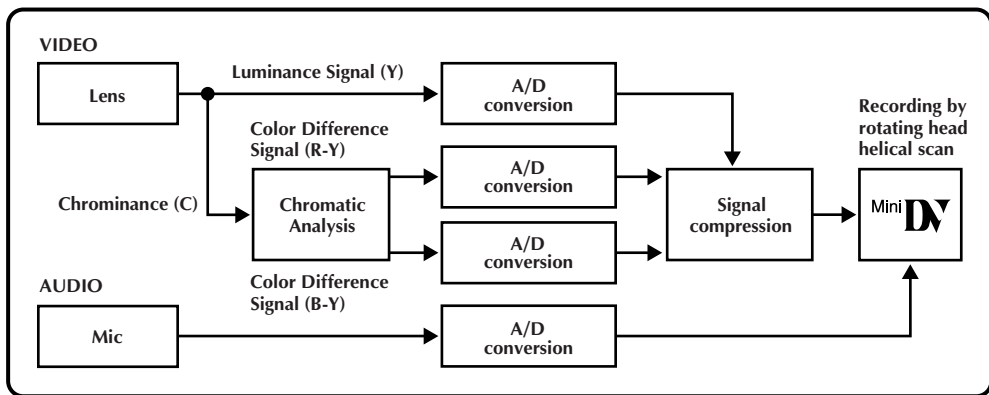 VIDEO
Lens
Luminance Signal (Y)
A/D
conversion
Recording by
rotating head
helical scan
Color Difference
Signal (R-Y)
A/D
conversion
Chrominance (C)
Chromatic
Analysis
Signal
compression
Mini DV
A/D
conversion
Color Difference
Signal (B-Y)
AUDIO
Mic
A/D
conversion